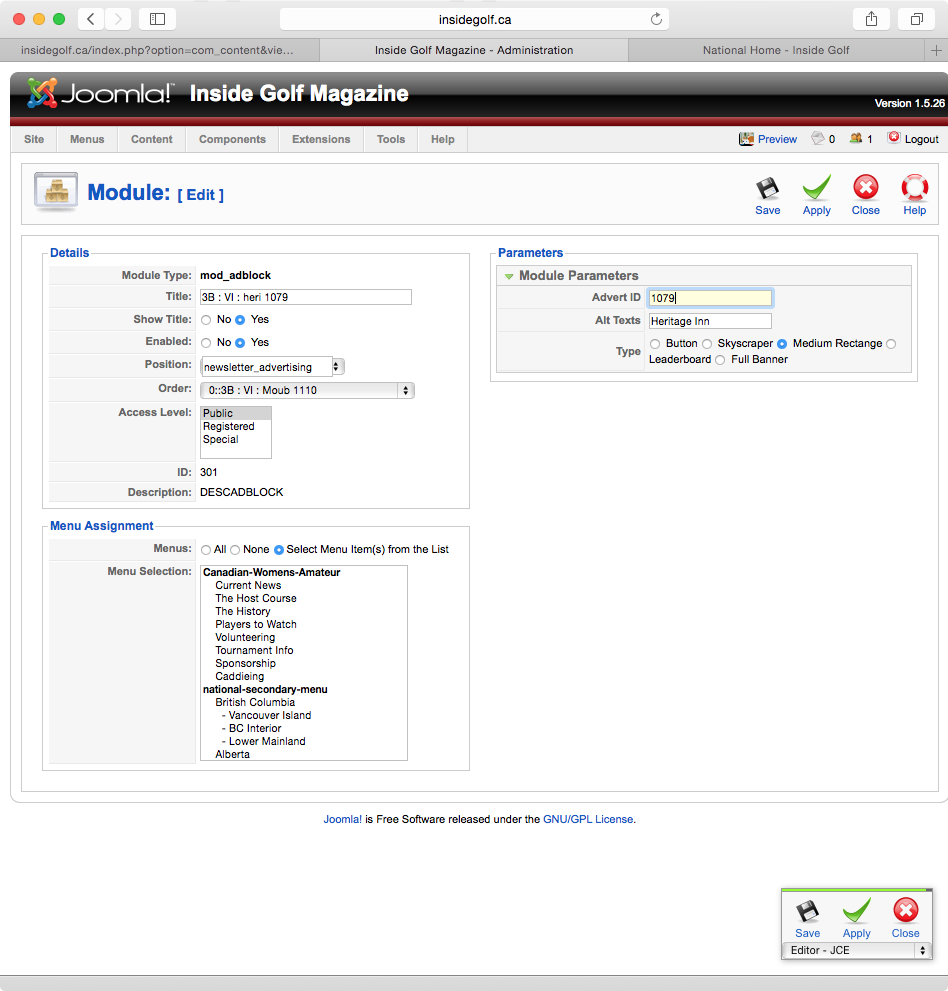 insidegolf.ca
insidegolf.ca/index.php?option=com_content&vie...
Inside Golf Magazine - Administration
National Home - Inside Golf
Joomla!™ Inside Golf Magazine
Version 1.5.26
Site Menus Content Components Extensions Tools Help
Preview 0 1 Logout
Module: [ Edit ]
Save Apply Close Help
Details
Module Type: mod_adblock
Title: 3B : VI : heri 1079
Show Title: No Yes
Enabled: No Yes
Position: newsletter_advertising
Order: 0::3B : VI : Moub 1110
Access Level: Public
Registered
Special
ID: 301
Description: DESCADBLOCK
Menu Assignment
Menus: All None Select Menu Item(s) from the List
Menu Selection: Canadian-Womens-Amateur
Current News
The Host Course
The History
Players to Watch
Volunteering
Tournament Info
Sponsorship
Caddieing
national-secondary-menu
British Columbia
- Vancouver Island
- BC Interior
- Lower Mainland
Alberta
Parameters
Module Parameters
Advert ID 1079
Alt Texts Heritage Inn
Type Button Skyscraper Medium Rectange
Leaderboard Full Banner
Joomla! is Free Software released under the GNU/GPL License.
Save Apply Close
Editor - JCE